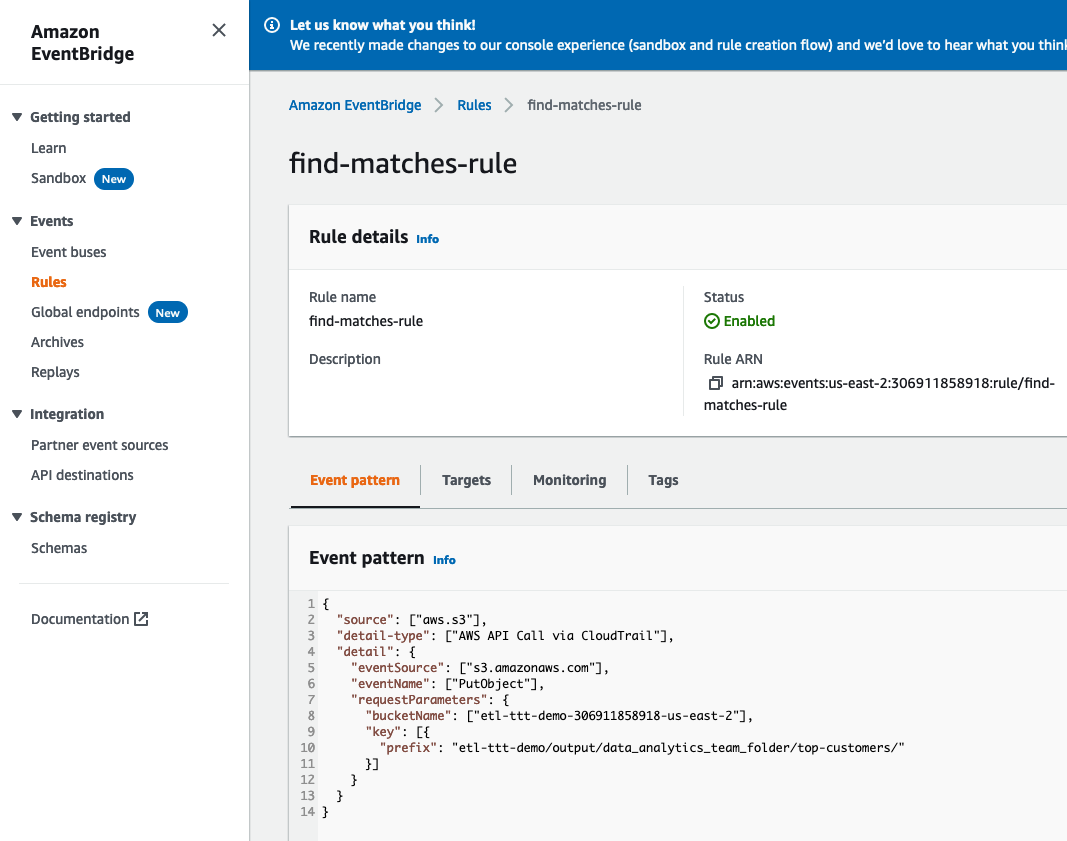 Amazon
EventBridge
Getting started
Learn
Sandbox New
Events
Event buses
Rules
Global endpoints New
Archives
Replays
Integration
Partner event sources
API destinations
Schema registry
Schemas
Documentation
Let us know what you think!
We recently made changes to our console experience (sandbox and rule creation flow) and we'd love to hear what you think
Amazon EventBridge > Rules > find-matches-rule
find-matches-rule
Rule details Info
Rule name
find-matches-rule
Description
Status
Enabled
Rule ARN
arn:aws:events:us-east-2:306911858918:rule/find-
matches-rule
Event pattern Targets Monitoring Tags
Event pattern Info
1 {
2 "source": ["aws.s3"],
3 "detail-type": ["AWS API Call via CloudTrail"],
4 "detail": {
5 "eventSource": ["s3.amazonaws.com"],
6 "eventName": ["PutObject"],
7 "requestParameters": {
8 "bucketName": ["etl-ttt-demo-306911858918-us-east-2"],
9 "key": [{
10 "prefix": "etl-ttt-demo/output/data_analytics_team_folder/top-customers/"
11 }]
12 }
13 }
14 }